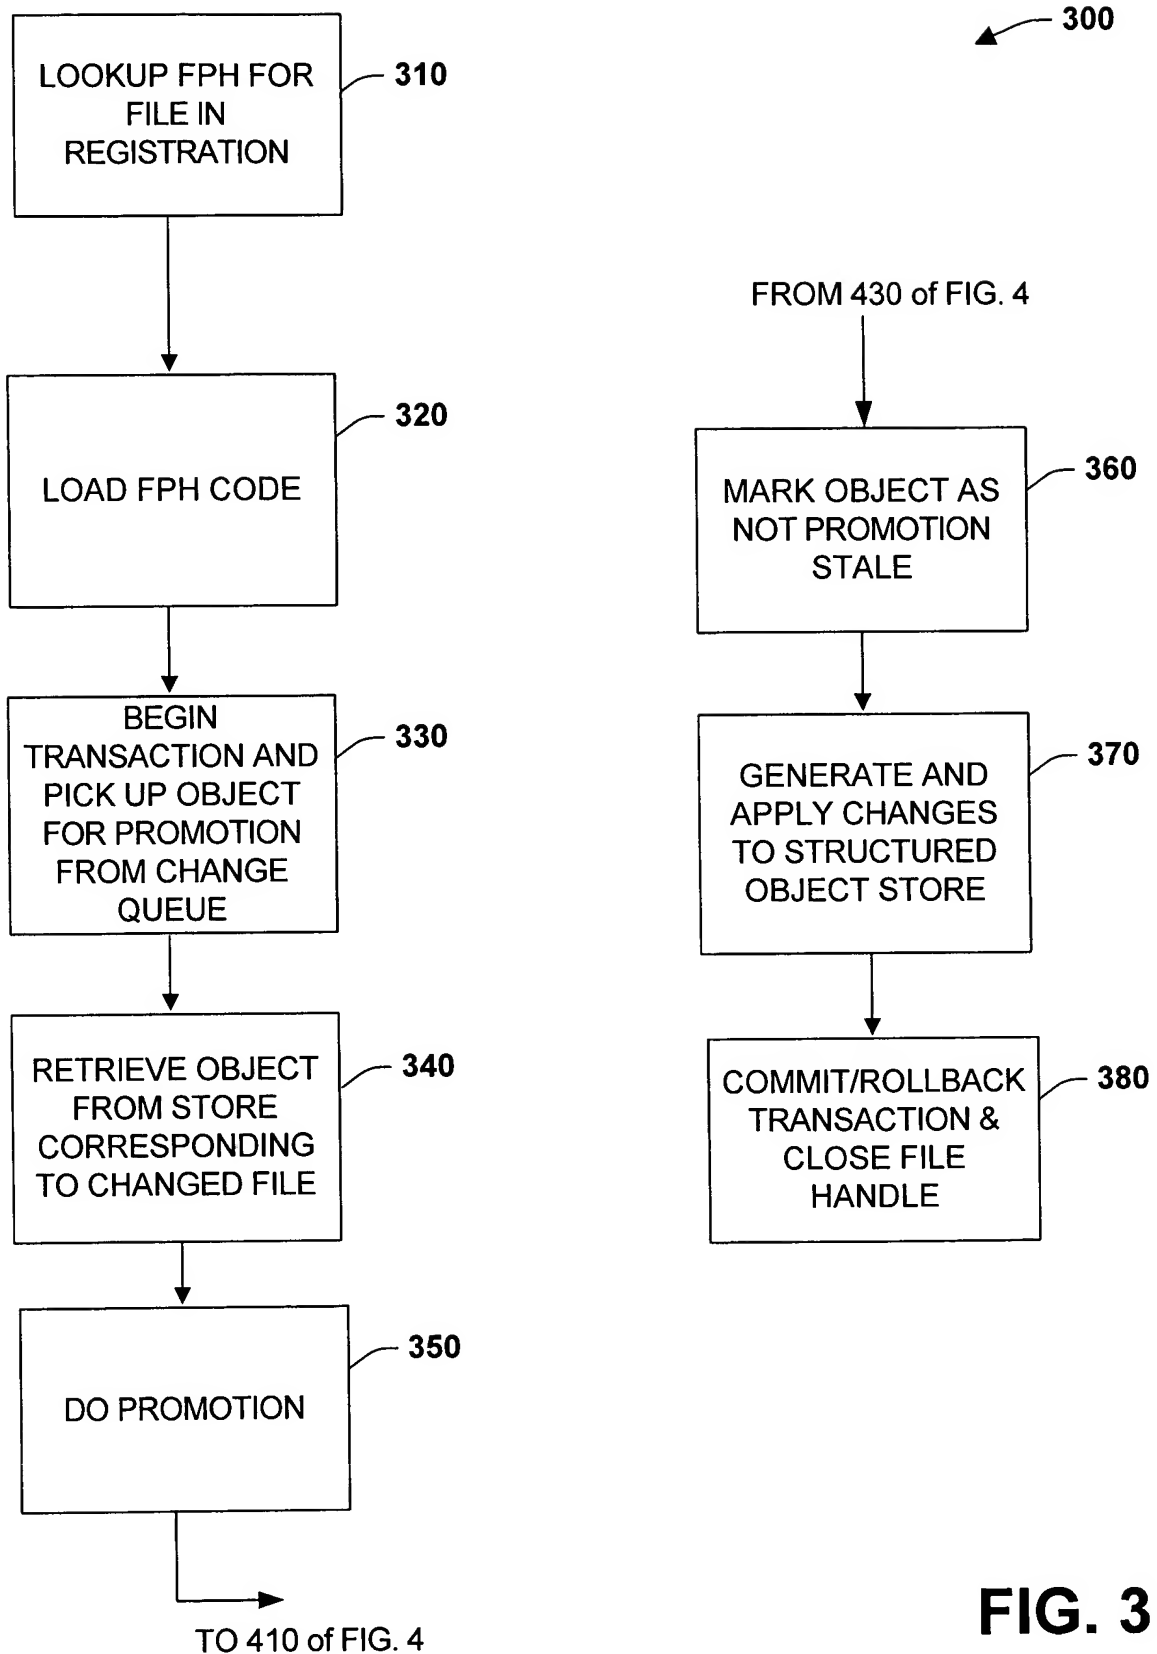 300
LOOKUP FPH FOR
FILE IN
REGISTRATION
310
LOAD FPH CODE
320
BEGIN
TRANSACTION AND
PICK UP OBJECT
FOR PROMOTION
FROM CHANGE
QUEUE
330
RETRIEVE OBJECT
FROM STORE
CORRESPONDING
TO CHANGED FILE
340
DO PROMOTION
350
TO 410 of FIG. 4
FROM 430 of FIG. 4
MARK OBJECT AS
NOT PROMOTION
STALE
360
GENERATE AND
APPLY CHANGES
TO STRUCTURED
OBJECT STORE
370
COMMIT/ROLLBACK
TRANSACTION &
CLOSE FILE
HANDLE
380
FIG. 3